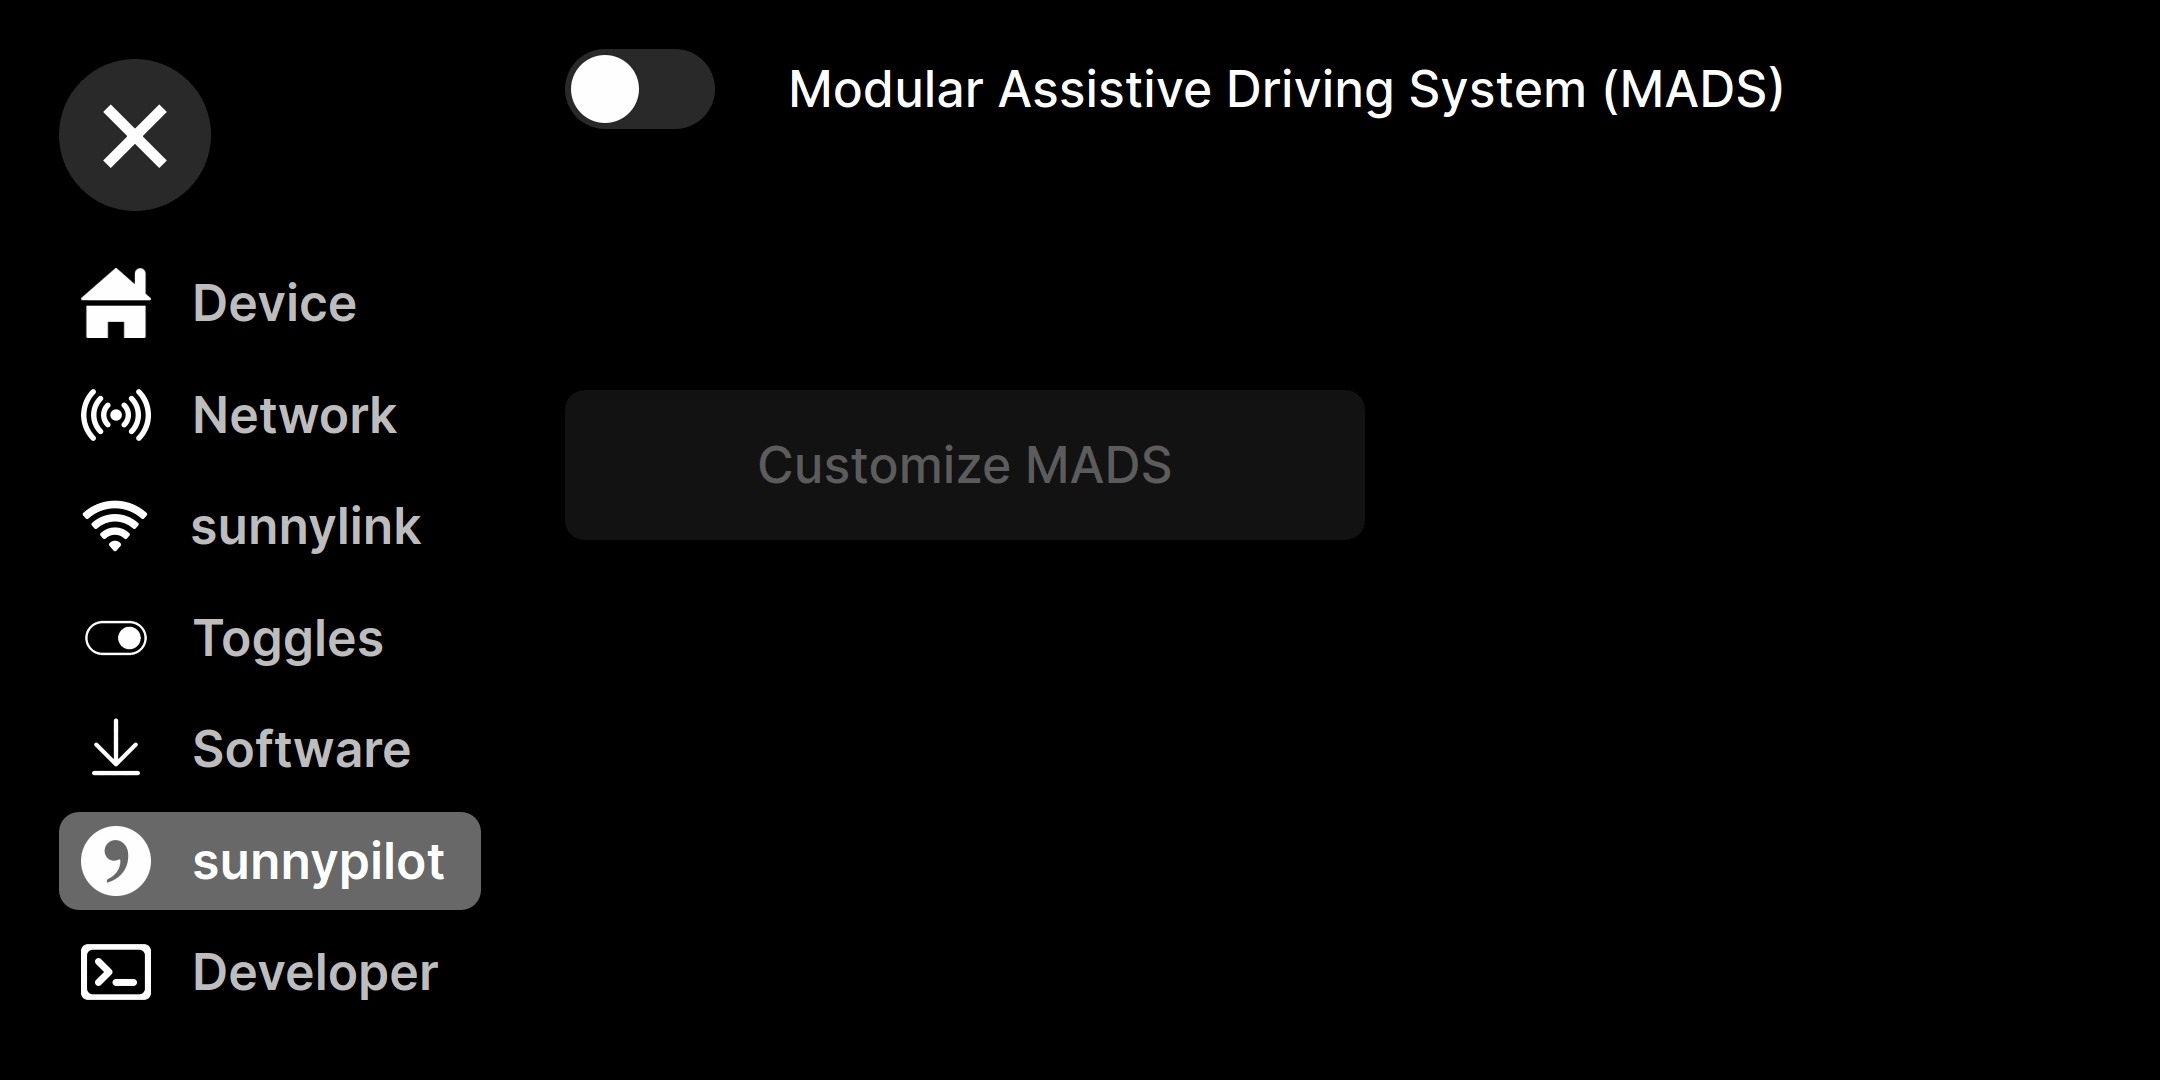 Modular Assistive Driving System (MADS)
Device
Network
Customize MADS
sunnylink
Toggles
Software
sunnypilot
Developer